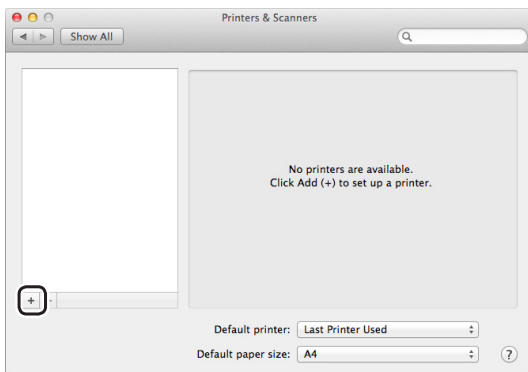 Printers & Scanners
Show All
No printers are available.
Click Add (+) to set up a printer.
+ -
Default printer: Last Printer Used
Default paper size: A4 ?